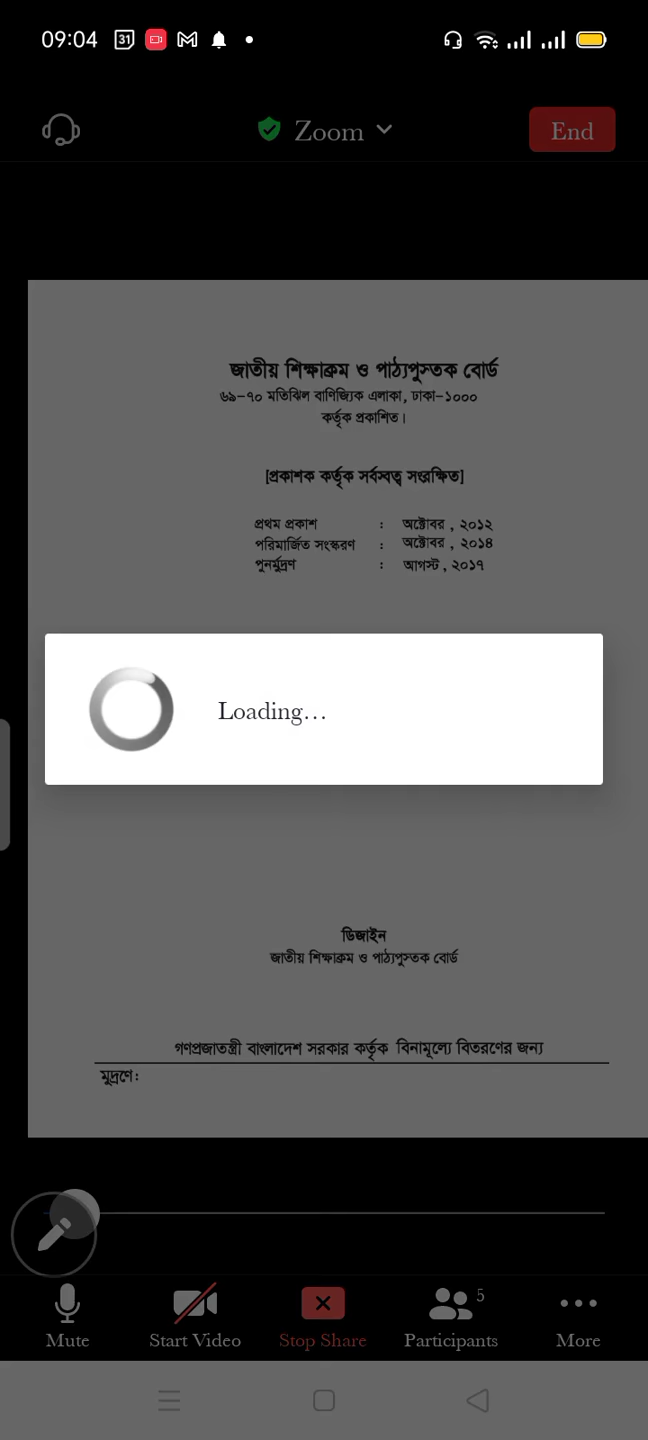 09:04
31
Zoom
End
জাতীয় শিক্ষাক্রম ও পাঠ্যপুস্তক বোর্ড
৬৯-৭০ মতিঝিল বাণিজ্যিক এলাকা, ঢাকা-১০০০
কর্তৃক প্রকাশিত।
[প্রকাশক কর্তৃক সর্বস্বত্ব সংরক্ষিত]
প্রথম প্রকাশ : অক্টোবর , ২০১২
পরিমার্জিত সংস্করণ : অক্টোবর , ২০১৪
পুনর্মুদ্রণ : আগস্ট , ২০১৭
Loading...
ডিজাইন
জাতীয় শিক্ষাক্রম ও পাঠ্যপুস্তক বোর্ড
গণপ্রজাতন্ত্রী বাংলাদেশ সরকার কর্তৃক বিনামূল্যে বিতরণের জন্য
মুদ্রণে:
5
Mute Start Video Stop Share Participants More